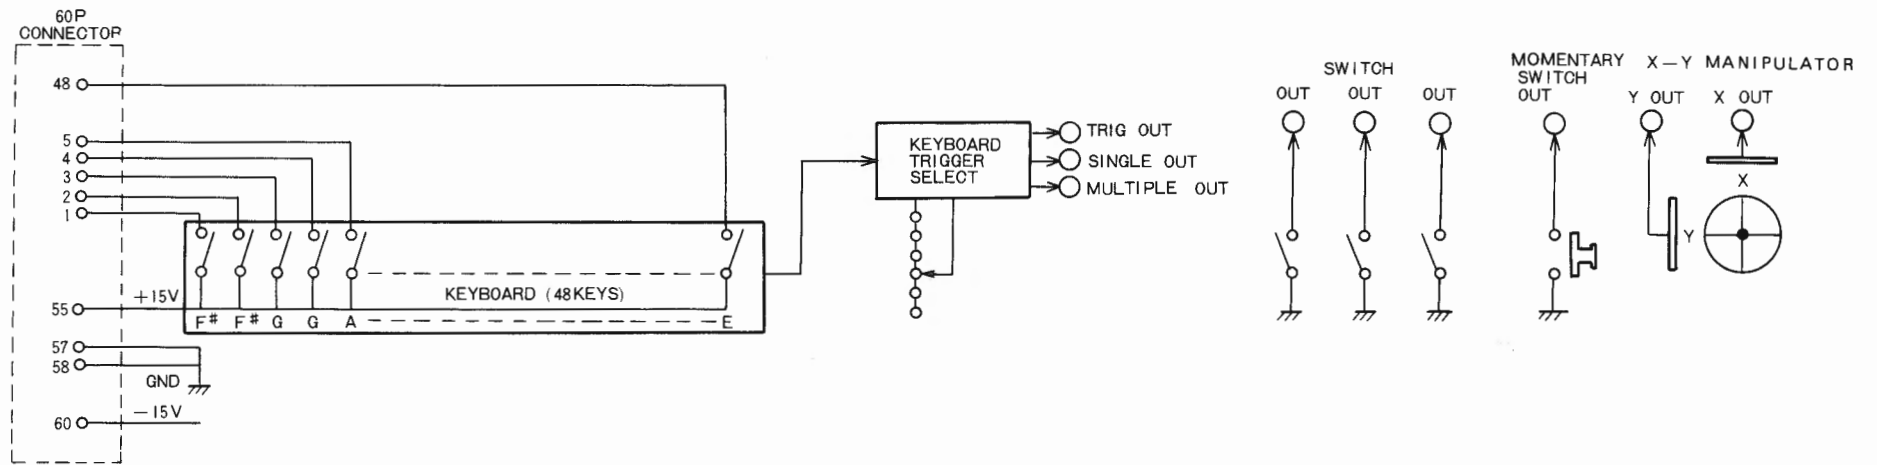 60P
CONNECTOR
48
5
4
3
2
1
55
+15V
57
58
GND
60
−15V
KEYBOARD (48KEYS)
F# F# G G A E
KEYBOARD
TRIGGER
SELECT
TRIG OUT
SINGLE OUT
MULTIPLE OUT
SWITCH
OUT OUT OUT
MOMENTARY
SWITCH
OUT
X−Y MANIPULATOR
Y OUT X OUT
X
Y